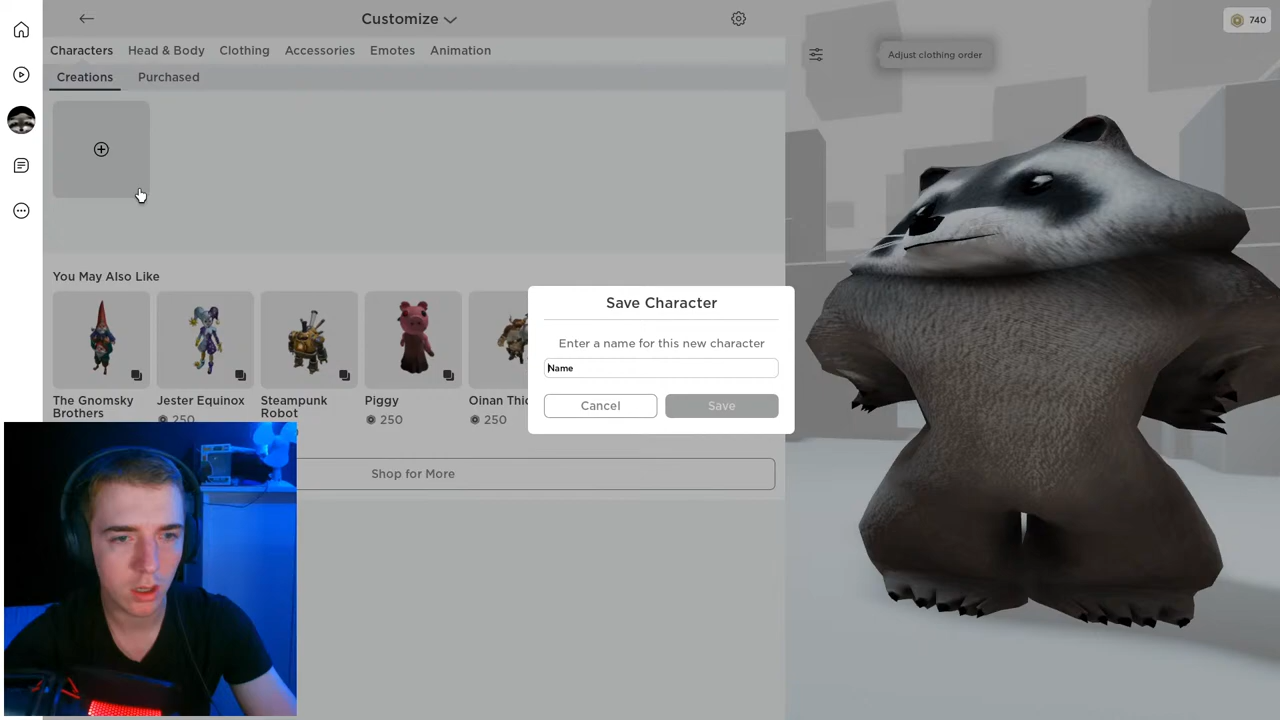 Customize
740
Characters Head & Body Clothing Accessories Emotes Animation
Adjust clothing order
Creations Purchased
You May Also Like
Save Character
Enter a name for this new character
Name
Cancel Save
The Gnomsky Brothers
Jester Equinox
250
Steampunk Robot
Piggy
250
Oinan
250
Shop for More